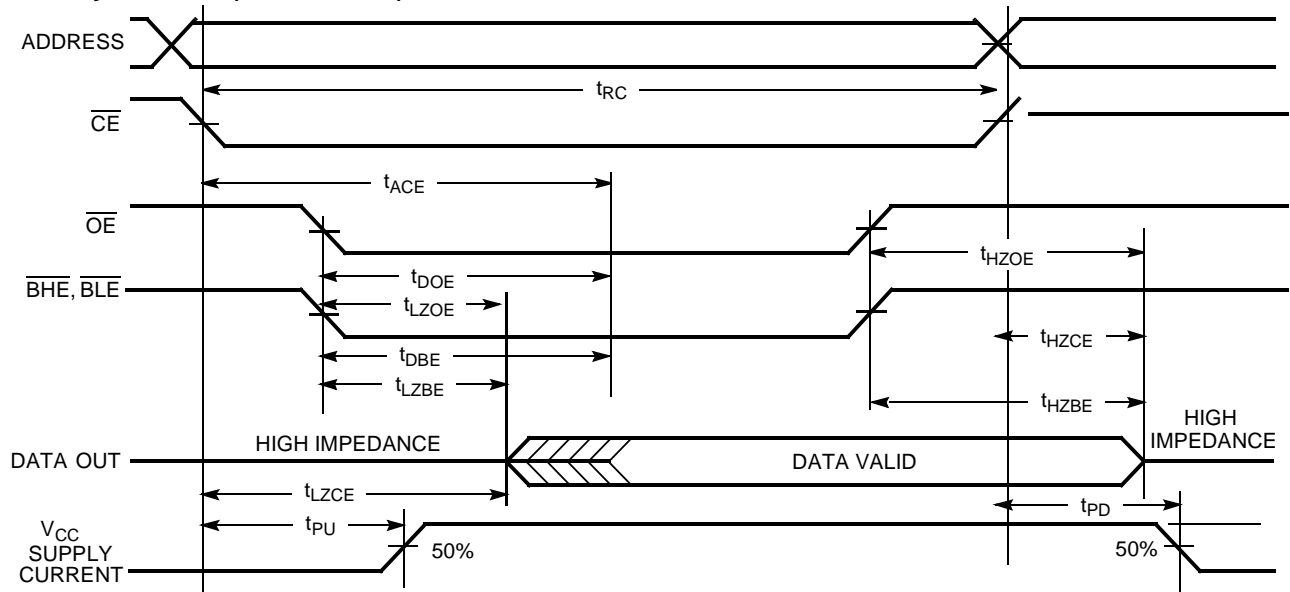 ADDRESS
tRC
CE
tACE
OE
tHZOE
tDOE
BHE, BLE
tLZOE
tHZCE
tDBE
tLZBE
tHZBE
HIGH IMPEDANCE
HIGH
IMPEDANCE
DATA OUT
DATA VALID
tLZCE
tPU
tPD
VCC
SUPPLY
CURRENT
50%
50%